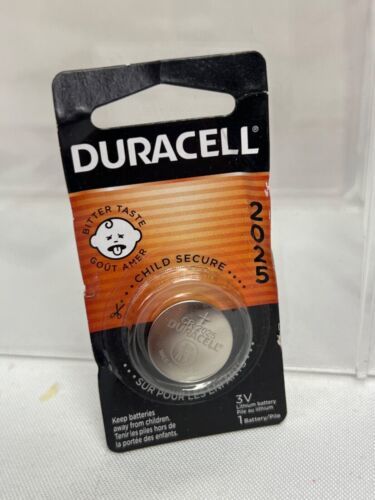 DURACELL®
BITTER TASTE
GOÛT AMER
2025
CHILD SECURE
+
DURACELL
SUR POUR LES ENFANTS
Keep batteries
away from children.
Tenir les piles hors de
la portée des enfants.
3V
Lithium battery
Pile au lithium
1 Battery/Pile